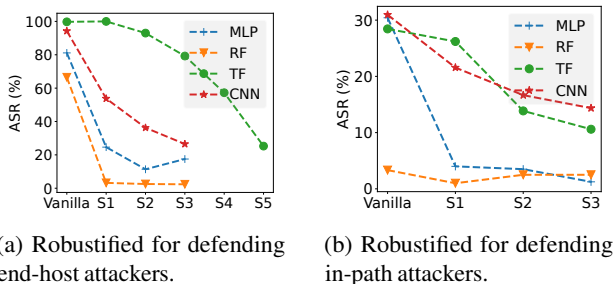 100
80
60
40
20
0
ASR (%)
MLP
RF
TF
CNN
Vanilla S1 S2 S3 S4 S5
30
20
10
0
ASR (%)
MLP
RF
TF
CNN
Vanilla S1 S2 S3
a) Robustified for defending
end-host attackers.
(b) Robustified for defending
in-path attackers.